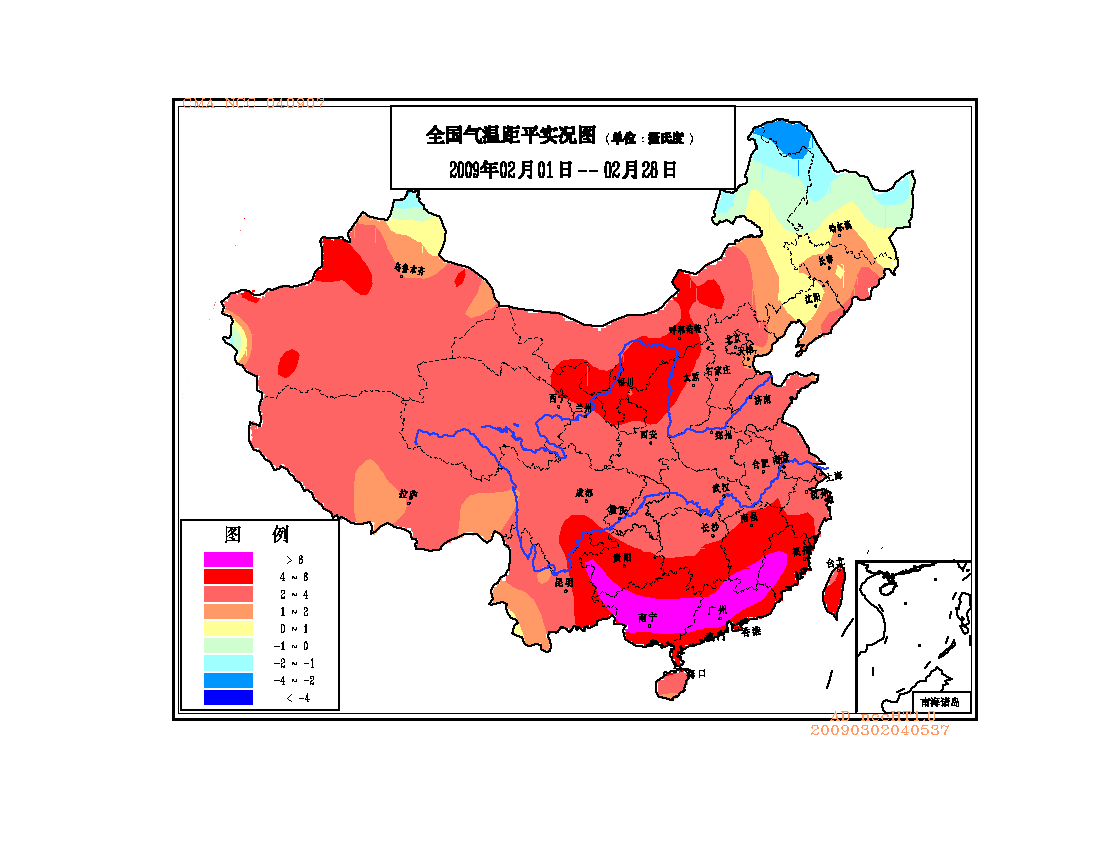 CMA NCC 040902
全国气温距平实况图 (单位:摄氏度)
2009年02月01日 -- 02月28日
哈尔滨
长春
乌鲁木齐
沈阳
呼和浩特
北京
天津
银川
太原
石家庄
西宁
兰州
济南
西安
郑州
合肥
南京
上海
拉萨
成都
武汉
杭州
重庆
长沙
南昌
贵阳
福州
昆明
台北
南宁
广州
香港
澳门
海口
图 例
> 6
4 ~ 6
2 ~ 4
1 ~ 2
0 ~ 1
-1 ~ 0
-2 ~ -1
-4 ~ -2
< -4
南海诸岛
20090302040537